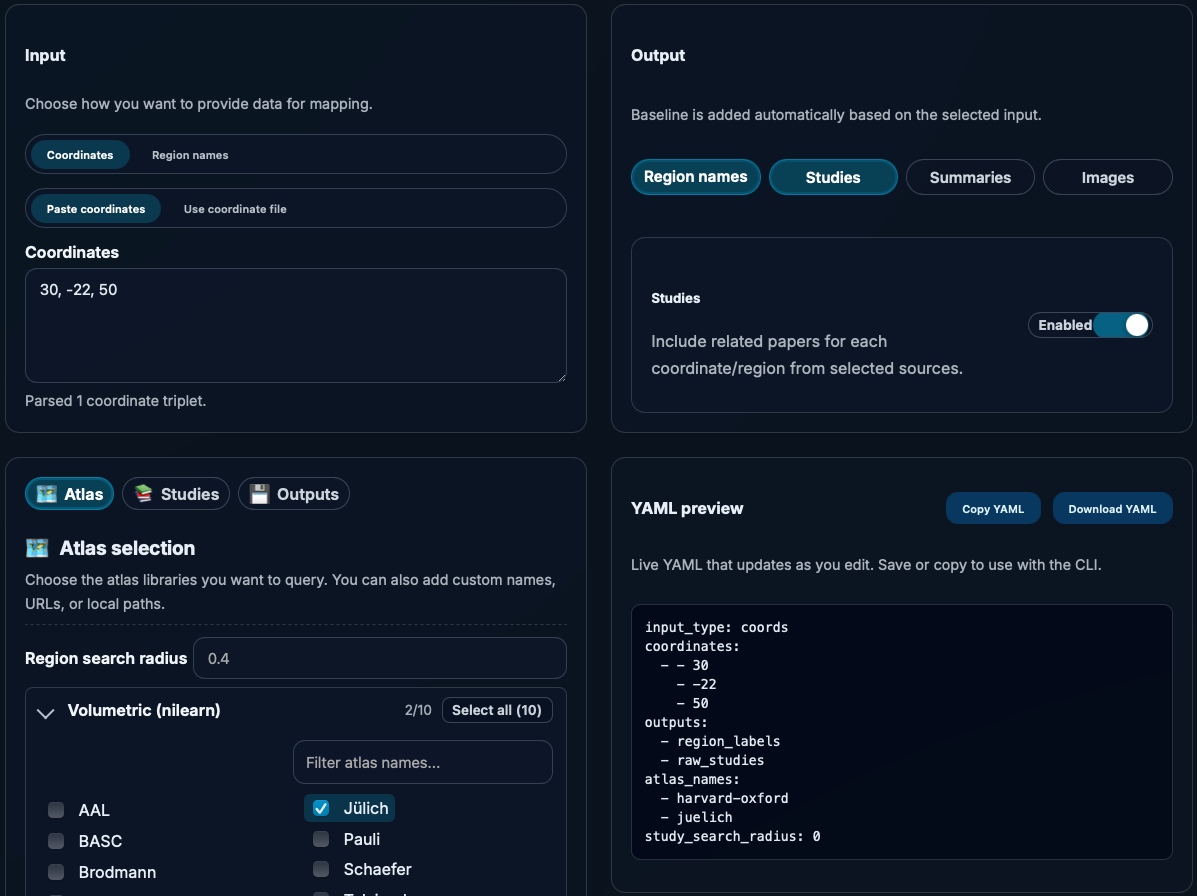 Input
Choose how you want to provide data for mapping.
Coordinates Region names
Paste coordinates Use coordinate file
Coordinates
30, -22, 50
Parsed 1 coordinate triplet.
Output
Baseline is added automatically based on the selected input.
Region names Studies Summaries Images
Studies
Include related papers for each
coordinate/region from selected sources.
Enabled
Atlas Studies Outputs
Atlas selection
Choose the atlas libraries you want to query. You can also add custom names,
URLs, or local paths.
Region search radius 0.4
Volumetric (nilearn) 2/10 Select all (10)
Filter atlas names...
AAL
BASC
Brodmann
Jülich
Pauli
Schaefer
YAML preview
Copy YAML Download YAML
Live YAML that updates as you edit. Save or copy to use with the CLI.
input_type: coords
coordinates:
  - - 30
    - -22
    - 50
outputs:
  - region_labels
  - raw_studies
atlas_names:
  - harvard-oxford
  - juelich
study_search_radius: 0